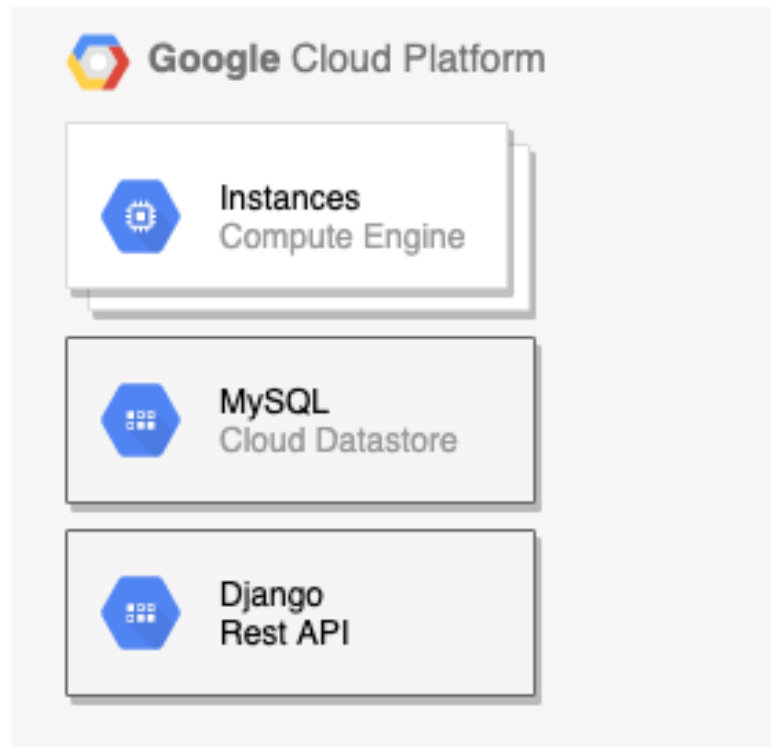 Google Cloud Platform
Instances
Compute Engine
MySQL
Cloud Datastore
Django
Rest API